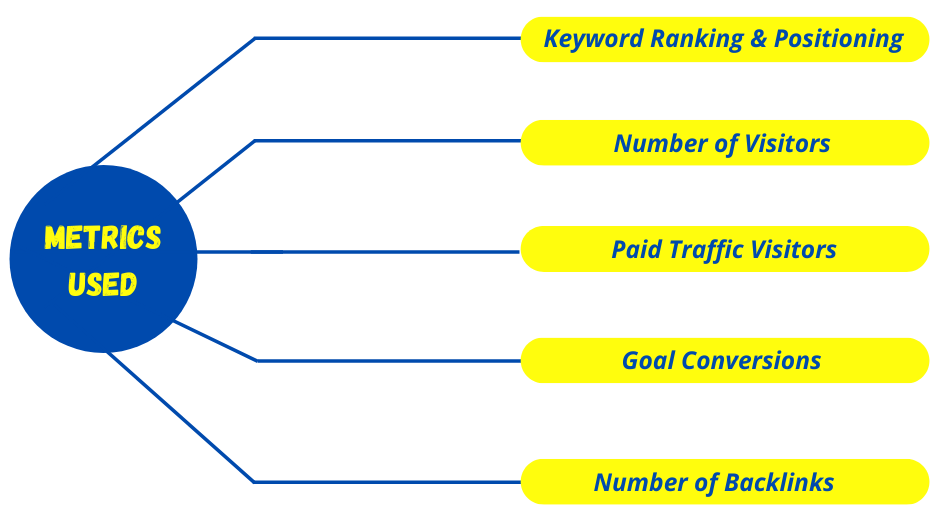 Keyword Ranking & Positioning
Number of Visitors
METRICS
USED
Paid Traffic Visitors
Goal Conversions
Number of Backlinks